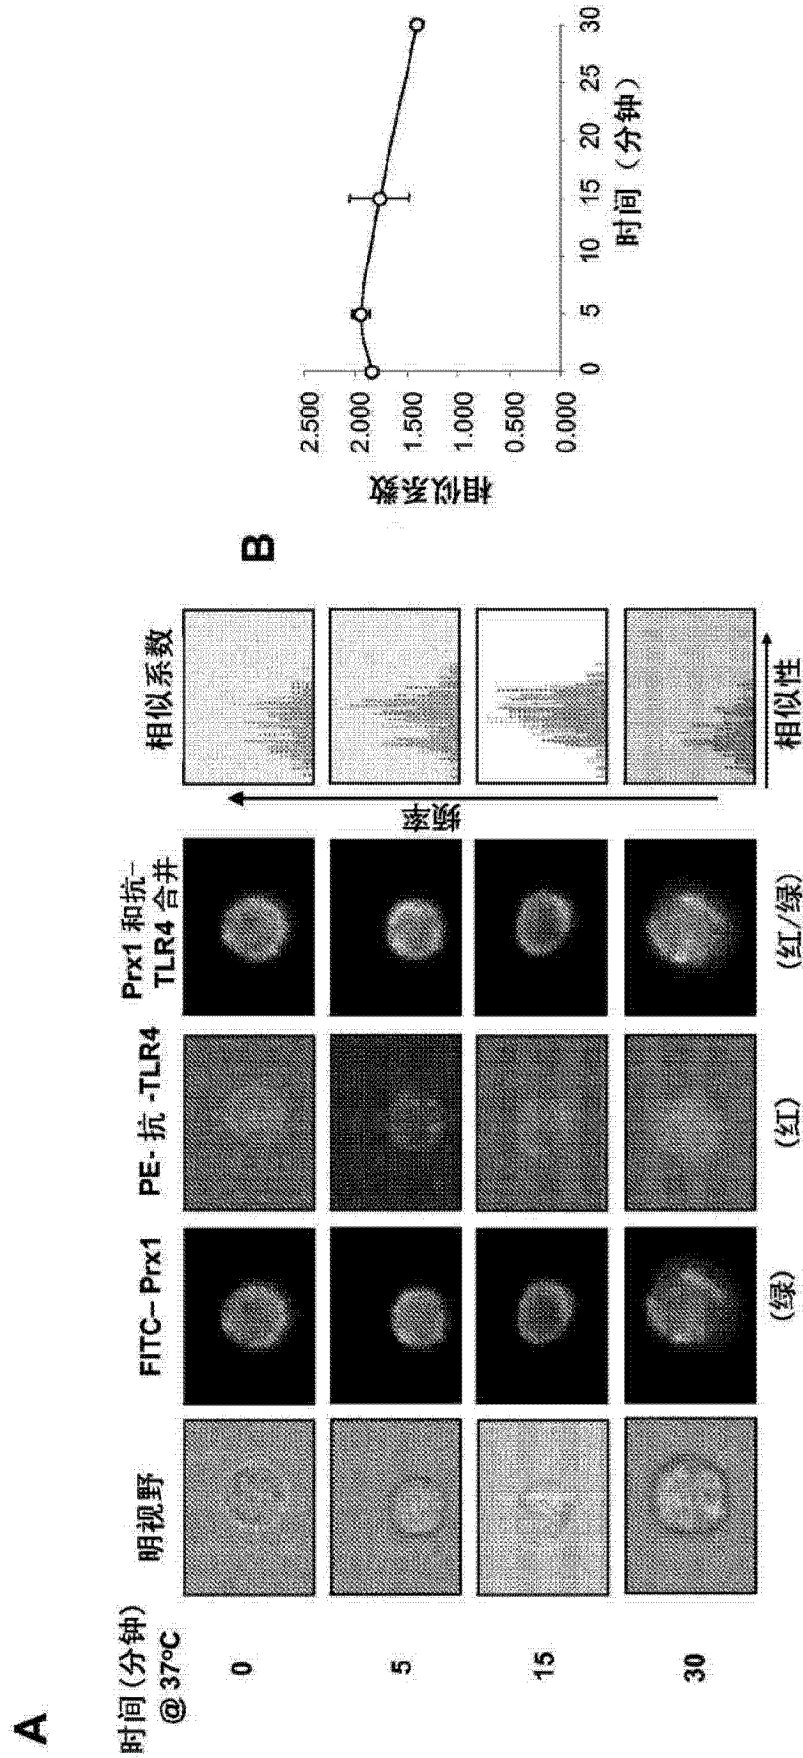 A
时间(分钟)
@ 37ºC
明视野
FITC– Prx1
PE- 抗 -TLR4
Prx1 和抗–
TLR4 合并
相似系数
0
5
15
30
(绿)
(红)
(红/绿)
频率
相似性
B
相似系数
2.500
2.000
1.500
1.000
0.500
0.000
0
5
10
15
20
25
30
时间（分钟）